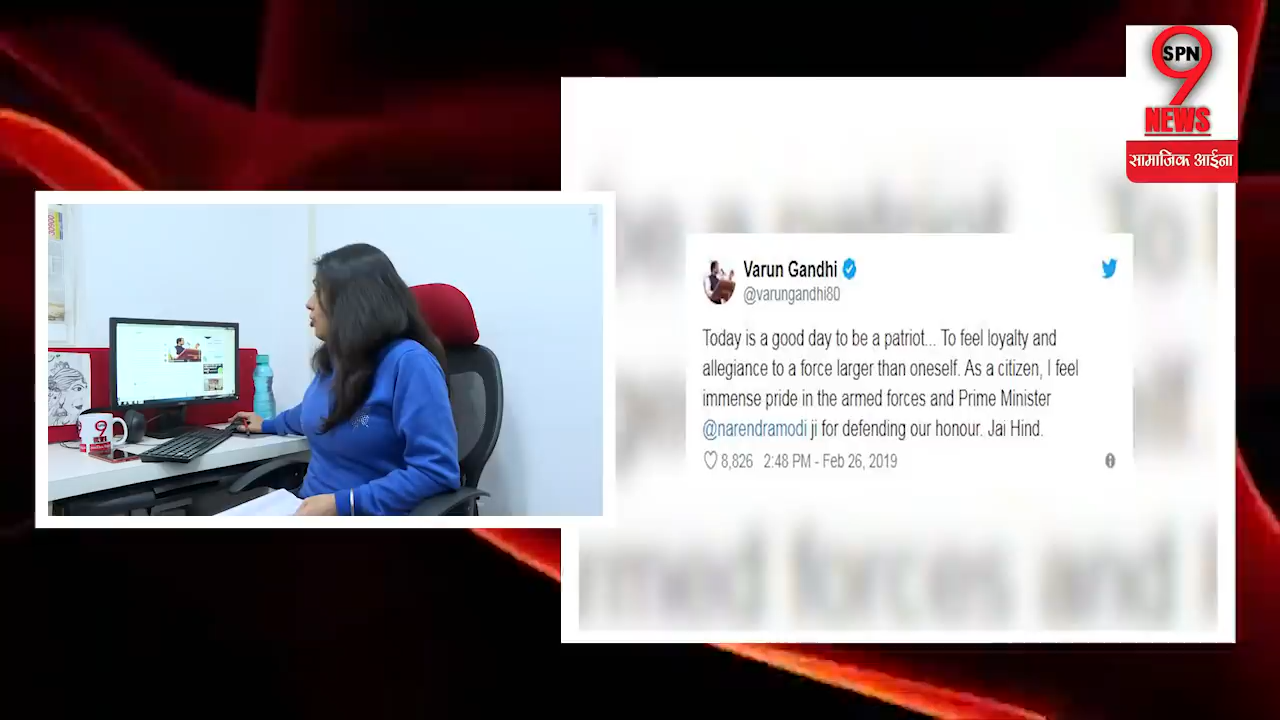 SPN
9
NEWS
सामाजिक आईना
Varun Gandhi
@varungandhi80
Today is a good day to be a patriot... To feel loyalty and
allegiance to a force larger than oneself. As a citizen, I feel
immense pride in the armed forces and Prime Minister
@narendramodi ji for defending our honour. Jai Hind.
8,826 2:48 PM - Feb 26, 2019